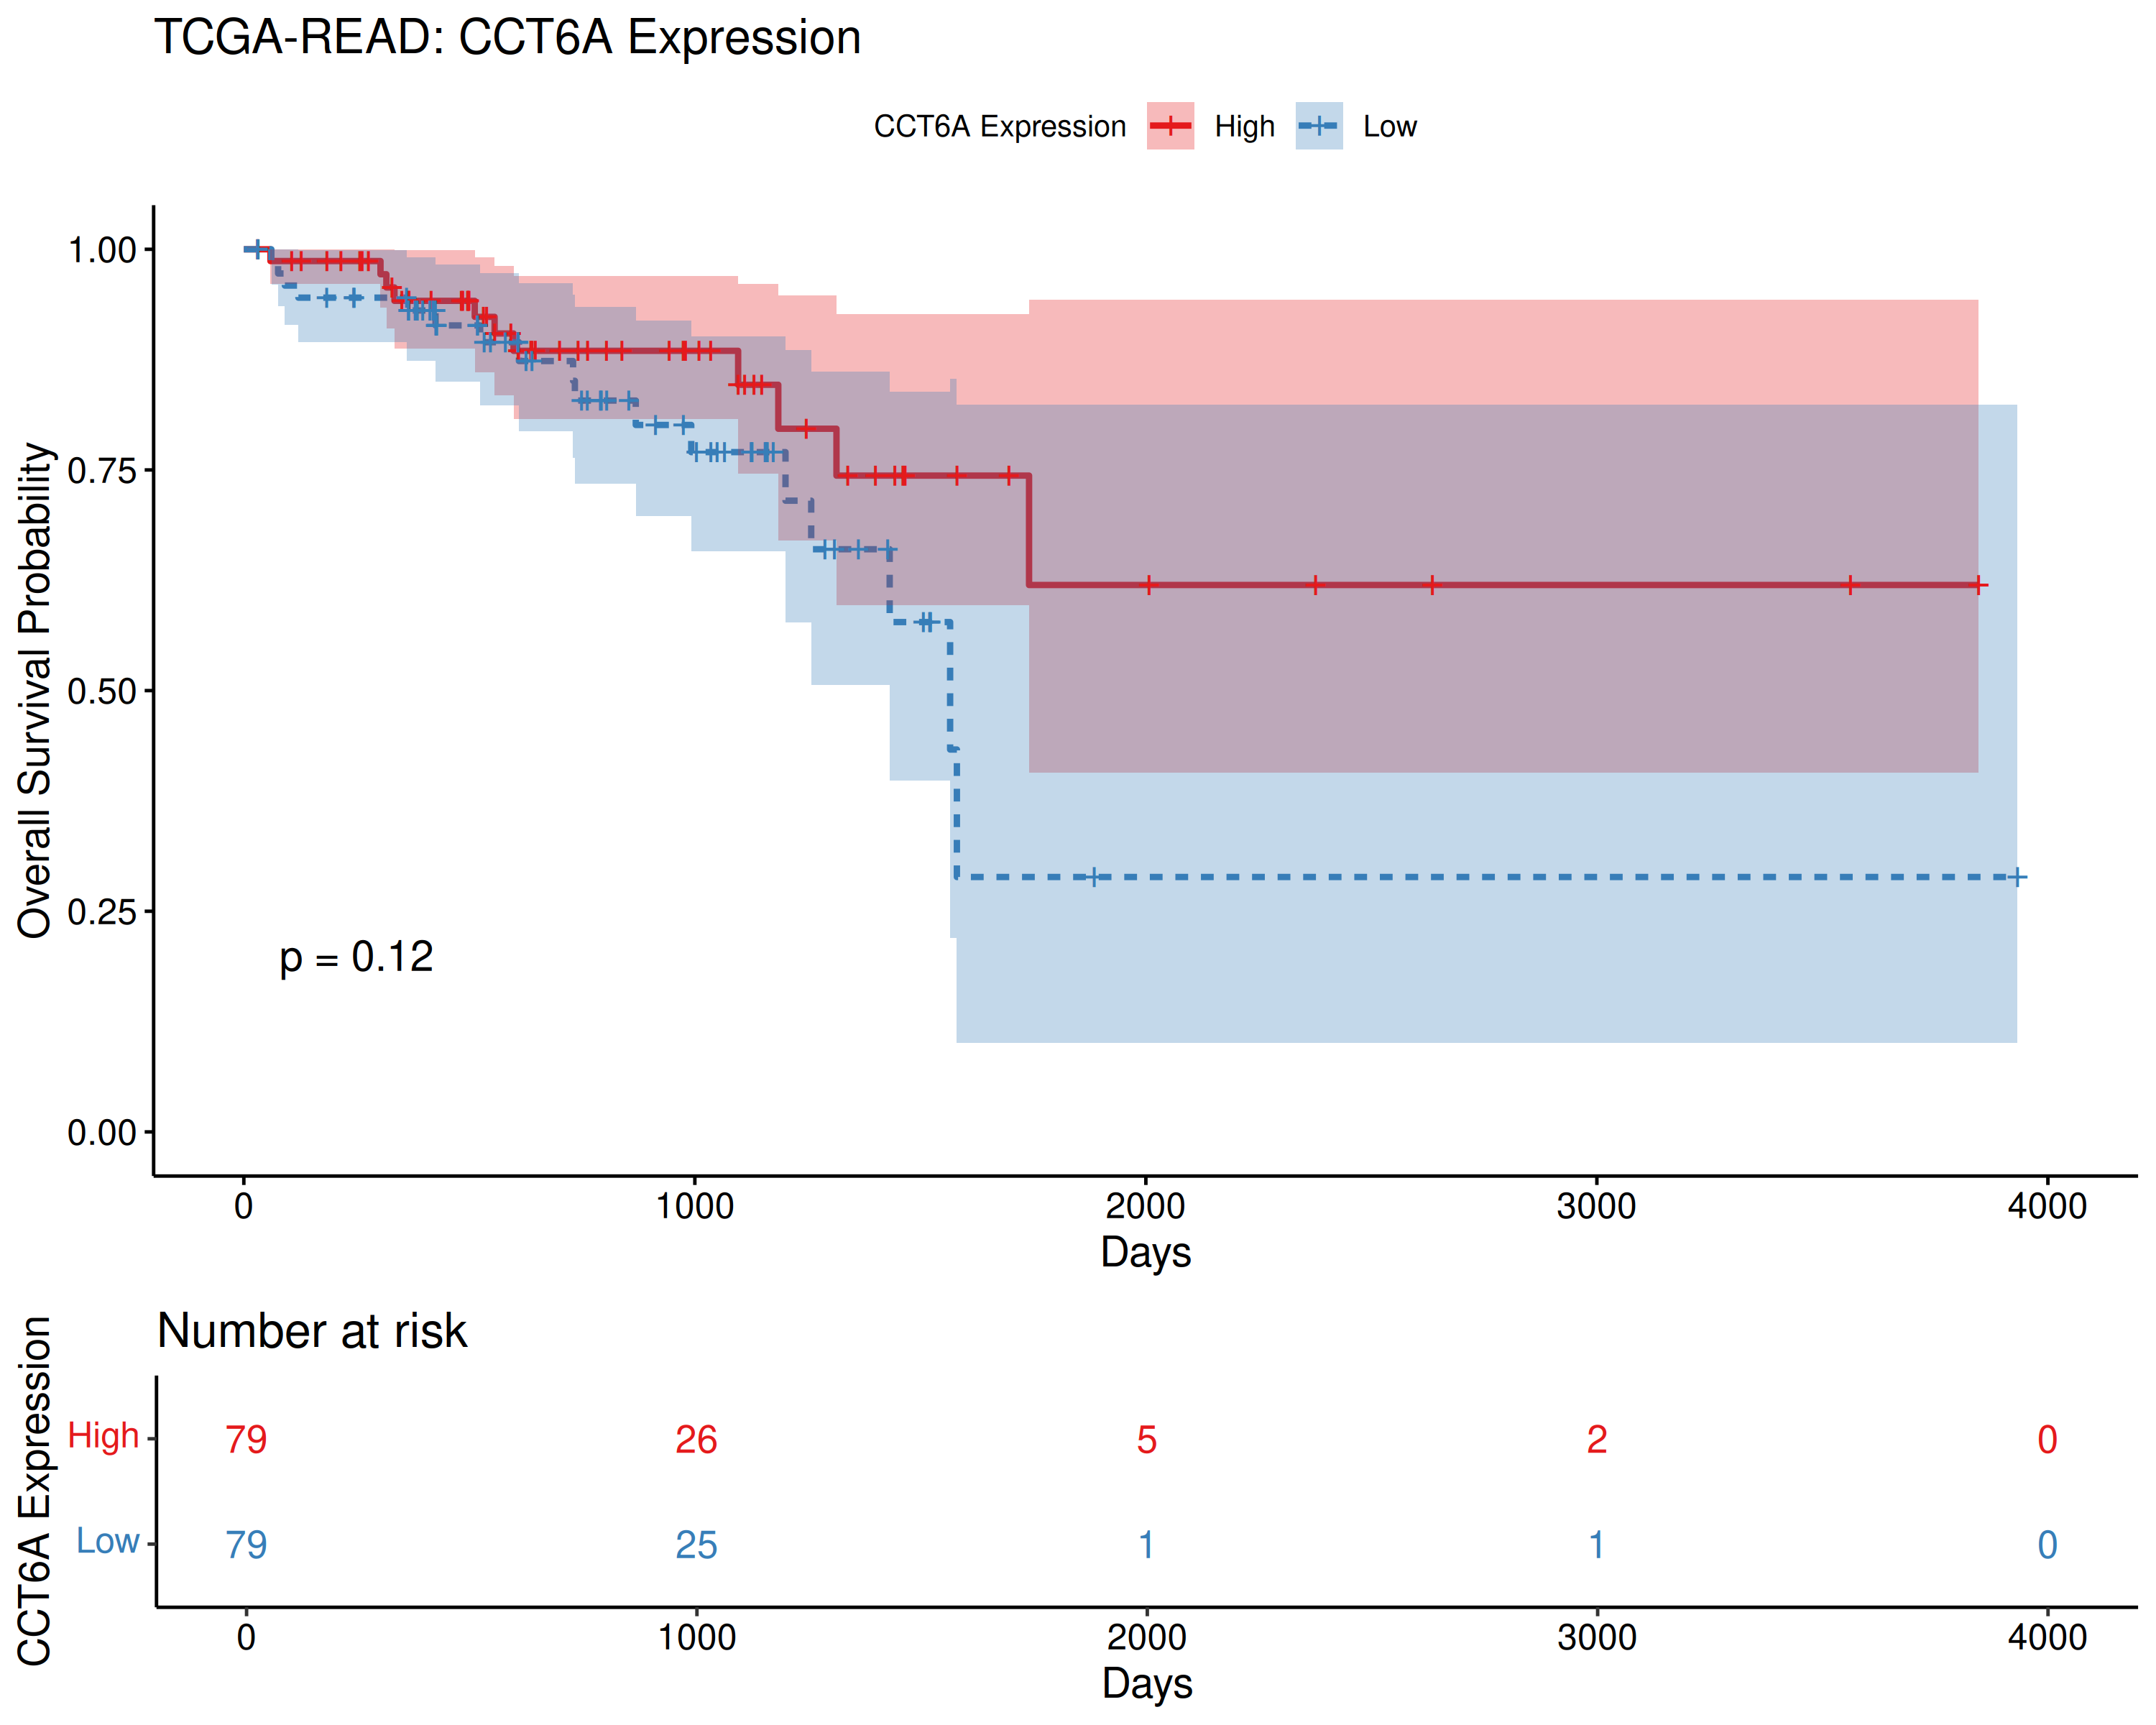 TCGA-READ: CCT6A Expression
CCT6A Expression High Low
Overall Survival Probability
1.00
0.75
0.50
0.25
0.00
p = 0.12
0 1000 2000 3000 4000
Days
Number at risk
CCT6A Expression
High 79 26 5 2 0
Low 79 25 1 1 0
0 1000 2000 3000 4000
Days